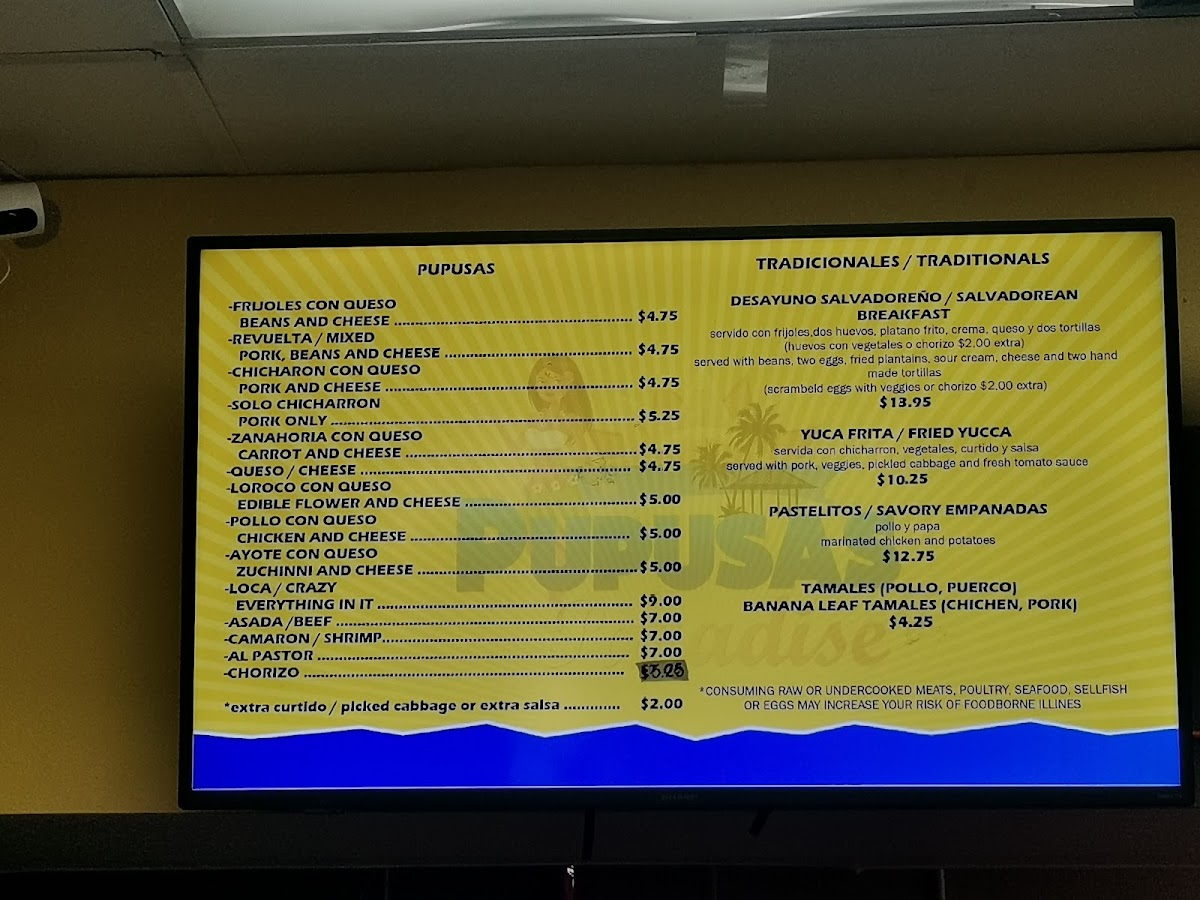 PUPUSAS
-FRIJOLES CON QUESO
BEANS AND CHEESE ........ $4.75
-REVUELTA / MIXED
PORK, BEANS AND CHEESE ........ $4.75
-CHICHARON CON QUESO
PORK AND CHEESE ........ $4.75
-SOLO CHICHARRON
PORK ONLY ........ $5.25
-ZANAHORIA CON QUESO
CARROT AND CHEESE ........ $4.75
-QUESO / CHEESE ........ $4.75
-LOROCO CON QUESO
EDIBLE FLOWER AND CHEESE ........ $5.00
-POLLO CON QUESO
CHICKEN AND CHEESE ........ $5.00
-AYOTE CON QUESO
ZUCHINNI AND CHEESE ........ $5.00
-LOCA / CRAZY
EVERYTHING IN IT ........ $9.00
-ASADA /BEEF ........ $7.00
-CAMARON / SHRIMP ........ $7.00
-AL PASTOR ........ $7.00
-CHORIZO ........
*extra curtido / picked cabbage or extra salsa ........ $2.00
TRADICIONALES / TRADITIONALS
DESAYUNO SALVADOREÑO / SALVADOREAN
BREAKFAST
servido con frijoles,dos huevos, platano frito, crema, queso y dos tortillas
(huevos con vegetales o chorizo $2.00 extra)
served with beans, two eggs, fried plantains, sour cream, cheese and two hand
made tortillas
(scrambeld eggs with veggies or chorizo $2.00 extra)
$13.95
YUCA FRITA / FRIED YUCCA
servida con chicharron, vegetales, curtido y salsa
served with pork, veggies, pickled cabbage and fresh tomato sauce
$10.25
PASTELITOS / SAVORY EMPANADAS
pollo y papa
marinated chicken and potatoes
$12.75
TAMALES (POLLO, PUERCO)
BANANA LEAF TAMALES (CHICHEN, PORK)
$4.25
*CONSUMING RAW OR UNDERCOOKED MEATS, POULTRY, SEAFOOD, SELLFISH
OR EGGS MAY INCREASE YOUR RISK OF FOODBORNE ILLINES
PUPUSAS
SHARP